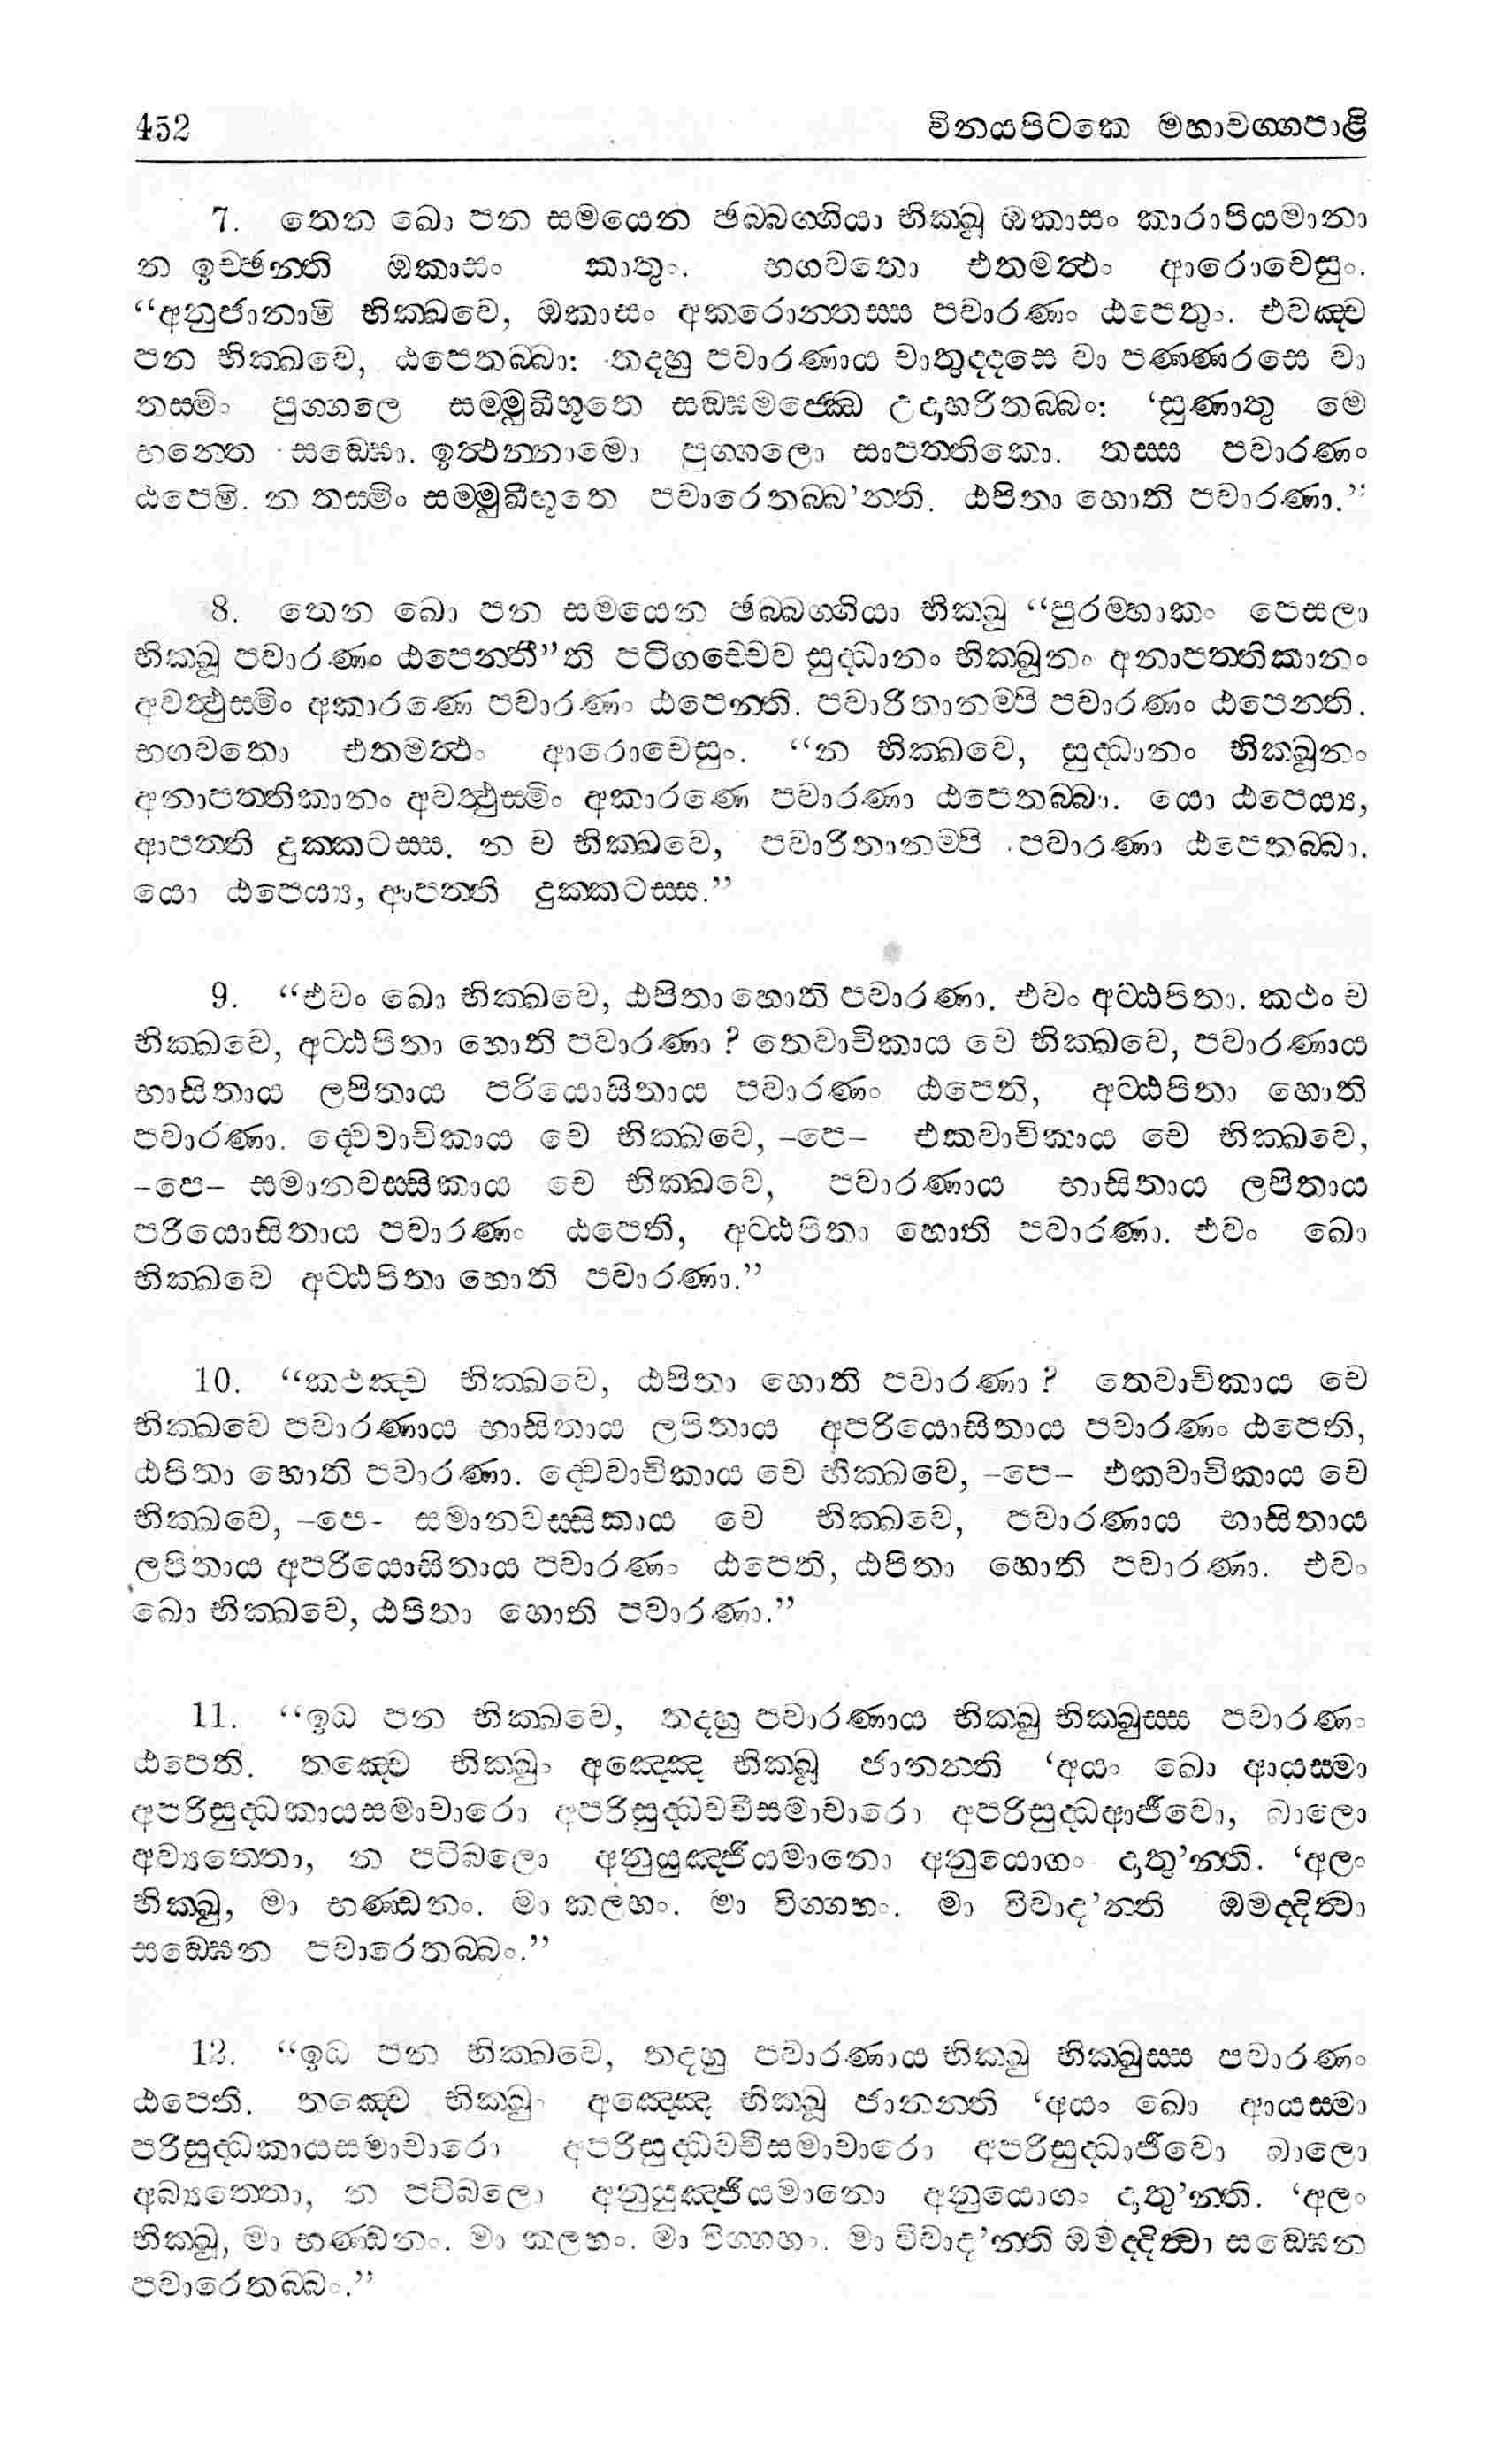 452 විනයපිටකෙ මහාවග්ගපාළි
7. තෙන ඛො පන සමයෙන ඡබ්බග්ගියා භික්ඛූ ඔකාසං කාරාපියමානා
න ඉච්ඡන්ති ඔකාසං කාතුං. භගවතො එතමත්ථං ආරොචෙසුං.
“අනුජානාමි භික්ඛවෙ, ඔකාසං අකරොන්තස්ස පවාරණං ඨපෙතුං. එවඤ්ච
පන භික්ඛවෙ, ඨපෙතබ්බා: තදහු පවාරණාය චාතුද්දසෙ වා පණ්ණරසෙ වා
තස්මිං පුග්ගලෙ සම්මුඛීභූතෙ සඞ්ඝමජ්ඣෙ උදාහරිතබ්බං: ‘සුණාතු මෙ
භන්තෙ සඞ්ඝො. ඉත්ථන්නාමො පුග්ගලො සාපත්තිකො. තස්ස පවාරණං
ඨපෙමි. න තස්මිං සම්මුඛීභූතෙ පවාරෙතබ්බ’න්ති. ඨපිතා හොති පවාරණා.”
8. තෙන ඛො පන සමයෙන ඡබ්බග්ගියා භික්ඛූ “පුරම්හාකං පෙසලා
භික්ඛූ පවාරණං ඨපෙන්තී”ති පටිගච්චෙව සුද්ධානං භික්ඛූනං අනාපත්තිකානං
අවත්ථුස්මිං අකාරණෙ පවාරණං ඨපෙන්ති. පවාරිතානම්පි පවාරණං ඨපෙන්ති.
භගවතො එතමත්ථං ආරොචෙසුං. “න භික්ඛවෙ, සුද්ධානං භික්ඛූනං
අනාපත්තිකානං අවත්ථුස්මිං අකාරණෙ පවාරණා ඨපෙතබ්බා. යො ඨපෙය්‍ය,
ආපත්ති දුක්කටස්ස. න ච භික්ඛවෙ, පවාරිතානම්පි පවාරණා ඨපෙතබ්බා.
යො ඨපෙය්‍ය, ආපත්ති දුක්කටස්ස.”
9. “එවං ඛො භික්ඛවෙ, ඨපිතා හොති පවාරණා. එවං අට්ඨපිතා. කථං ච
භික්ඛවෙ, අට්ඨපිතා හොති පවාරණා ? තෙවාචිකාය චෙ භික්ඛවෙ, පවාරණාය
භාසිතාය ලපිතාය පරියොසිතාය පවාරණං ඨපෙති, අට්ඨපිතා හොති
පවාරණා. ද්වෙවාචිකාය චෙ භික්ඛවෙ, –පෙ– එකවාචිකාය චෙ භික්ඛවෙ,
–පෙ– සමානවස්සිකාය චෙ භික්ඛවෙ, පවාරණාය භාසිතාය ලපිතාය
පරියොසිතාය පවාරණං ඨපෙති, අට්ඨපිතා හොති පවාරණා. එවං ඛො
භික්ඛවෙ අට්ඨපිතා හොති පවාරණා.”
10. “කථඤ්ච භික්ඛවෙ, ඨපිතා හොති පවාරණා ? තෙවාචිකාය චෙ
භික්ඛවෙ පවාරණාය භාසිතාය ලපිතාය අපරියොසිතාය පවාරණං ඨපෙති,
ඨපිතා හොති පවාරණා. ද්වෙවාචිකාය චෙ භික්ඛවෙ, –පෙ– එකවාචිකාය චෙ
භික්ඛවෙ, –පෙ- සමානවස්සිකාය චෙ භික්ඛවෙ, පවාරණාය භාසිතාය
ලපිතාය අපරියොසිතාය පවාරණං ඨපෙති, ඨපිතා හොති පවාරණා. එවං
ඛො භික්ඛවෙ, ඨපිතා හොති පවාරණා.”
11. “ඉධ පන භික්ඛවෙ, තදහු පවාරණාය භික්ඛු භික්ඛුස්ස පවාරණං
ඨපෙති. තඤ්චෙ භික්ඛුං අඤ්ඤෙ භික්ඛූ ජානන්ති ‘අයං ඛො ආයස්මා
අපරිසුද්ධකායසමාචාරො අපරිසුද්ධවචීසමාචාරො අපරිසුද්ධආජීවො, බාලො
අව්‍යත්තො, න පටිබලො අනුයුඤ්ජියමානො අනුයොගං දාතු’න්ති. ‘අලං
භික්ඛු, මා භණ්ඩනං. මා කලහං. මා විග්ගහං. මා විවාද’න්ති ඔමද්දිත්වා
සඞ්ඝෙන පවාරෙතබ්බං.”
12. “ඉධ පන භික්ඛවෙ, තදහු පවාරණාය භික්ඛු භික්ඛුස්ස පවාරණං
ඨපෙති. තඤ්චෙ භික්ඛුං අඤ්ඤෙ භික්ඛූ ජානන්ති ‘අයං ඛො ආයස්මා
පරිසුද්ධකායසමාචාරො අපරිසුද්ධවචීසමාචාරො අපරිසුද්ධාජීවො බාලො
අබ්‍යත්තො, න පටිබලො අනුයුඤ්ජියමානො අනුයොගං දාතු’න්ති. ‘අලං
භික්ඛු, මා භණ්ඩනං. මා කලහං. මා විග්ගහං. මා විවාද’න්ති ඔමද්දිත්වා සඞ්ඝෙන
පවාරෙතබ්බං.”